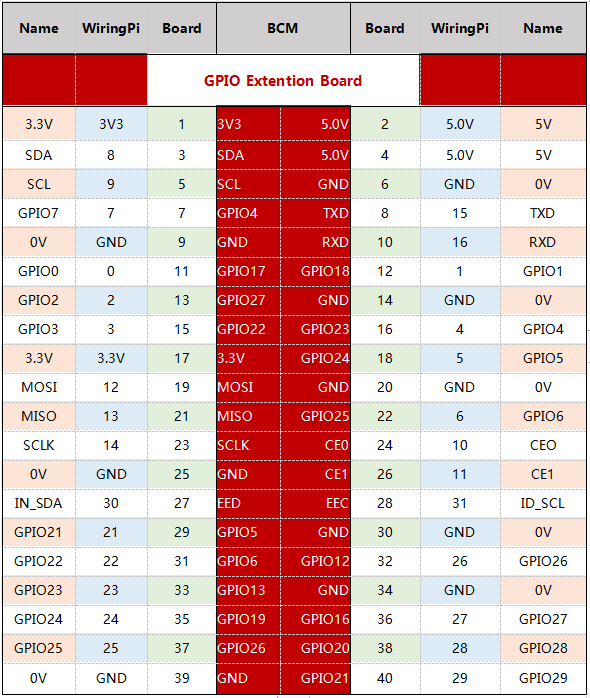 Name WiringPi Board BCM Board WiringPi Name
GPIO Extention Board
3.3V 3V3 1 3V3 5.0V 2 5.0V 5V
SDA 8 3 SDA 5.0V 4 5.0V 5V
SCL 9 5 SCL GND 6 GND 0V
GPIO7 7 7 GPIO4 TXD 8 15 TXD
0V GND 9 GND RXD 10 16 RXD
GPIO0 0 11 GPIO17 GPIO18 12 1 GPIO1
GPIO2 2 13 GPIO27 GND 14 GND 0V
GPIO3 3 15 GPIO22 GPIO23 16 4 GPIO4
3.3V 3.3V 17 3.3V GPIO24 18 5 GPIO5
MOSI 12 19 MOSI GND 20 GND 0V
MISO 13 21 MISO GPIO25 22 6 GPIO6
SCLK 14 23 SCLK CE0 24 10 CEO
0V GND 25 GND CE1 26 11 CE1
IN_SDA 30 27 EED EEC 28 31 ID_SCL
GPIO21 21 29 GPIO5 GND 30 GND 0V
GPIO22 22 31 GPIO6 GPIO12 32 26 GPIO26
GPIO23 23 33 GPIO13 GND 34 GND 0V
GPIO24 24 35 GPIO19 GPIO16 36 27 GPIO27
GPIO25 25 37 GPIO26 GPIO20 38 28 GPIO28
0V GND 39 GND GPIO21 40 29 GPIO29